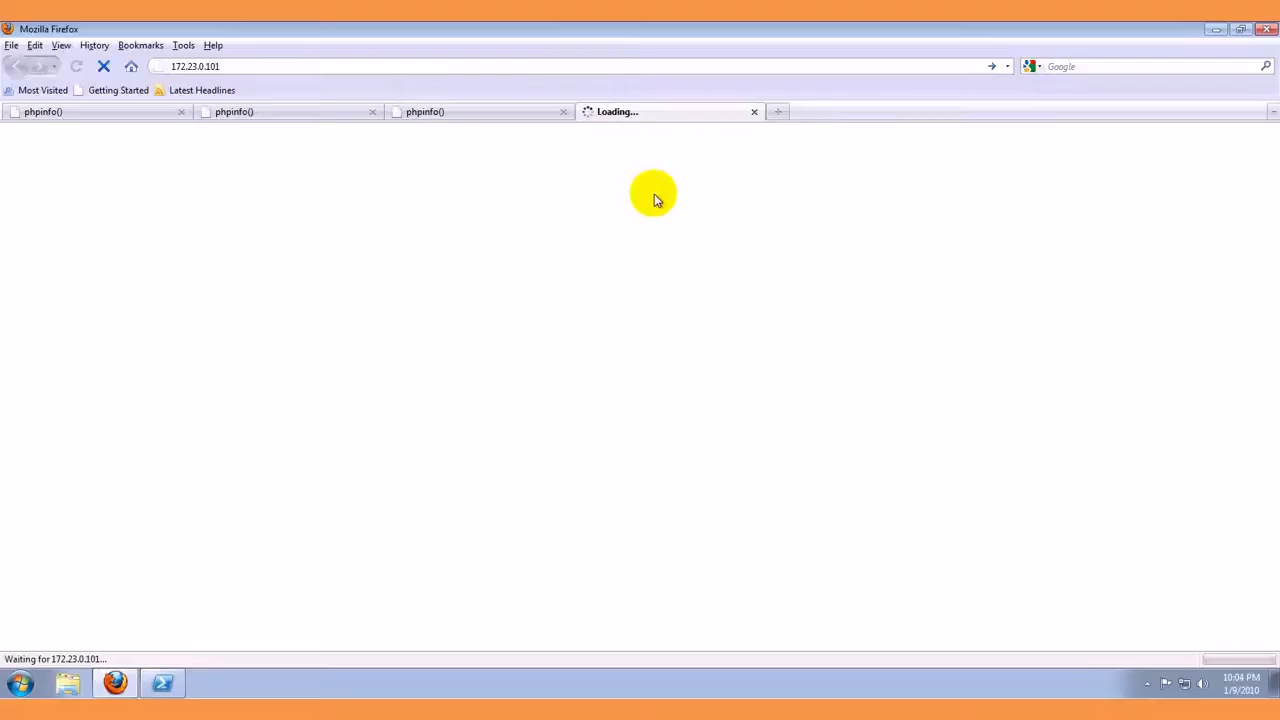 Mozilla Firefox
File Edit View History Bookmarks Tools Help
172.23.0.101 Google
Most Visited Getting Started Latest Headlines
phpinfo() phpinfo() phpinfo() Loading...
Waiting for 172.23.0.101...
10:04 PM
1/9/2010